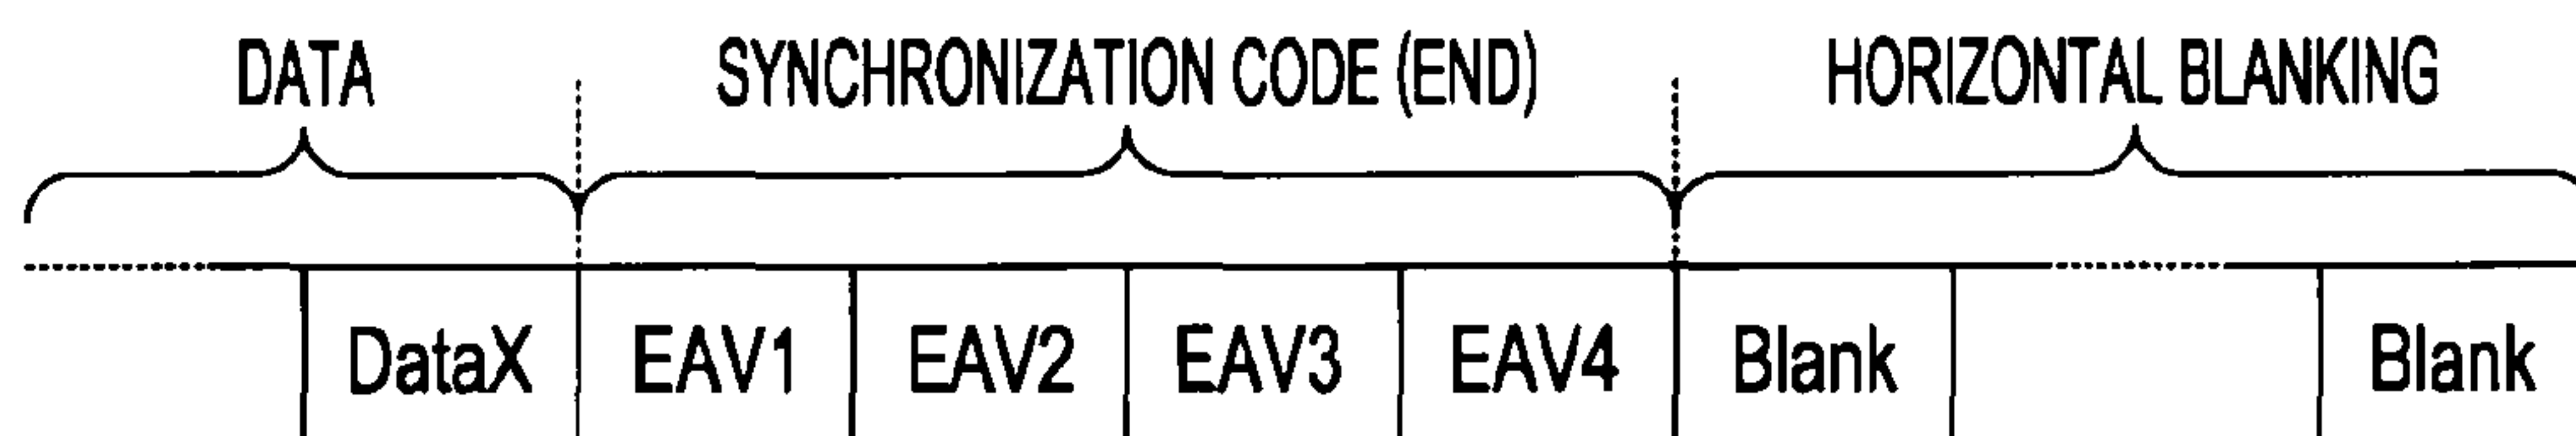 DATA SYNCHRONIZATION CODE (END) HORIZONTAL BLANKING
DataX EAV1 EAV2 EAV3 EAV4 Blank Blank